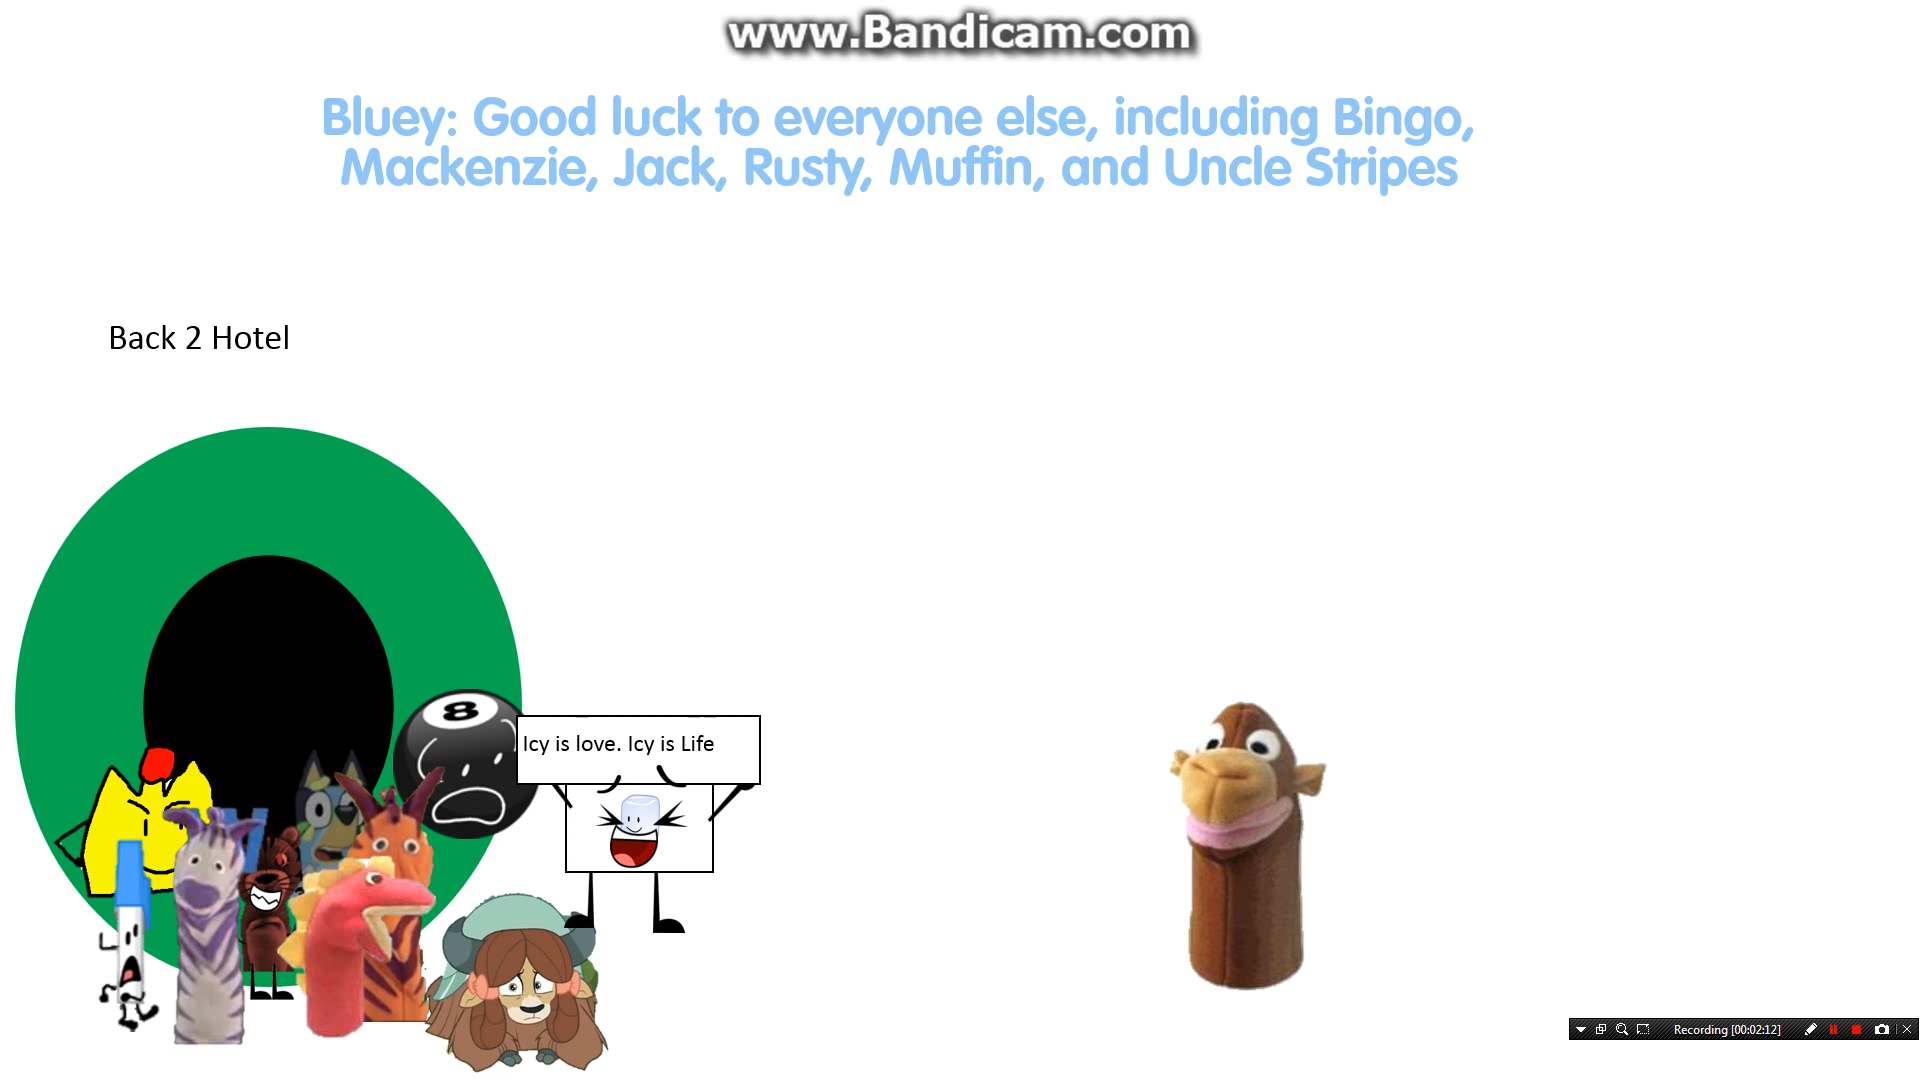 www.Bandicam.com
Bluey: Good luck to everyone else, including Bingo,
Mackenzie, Jack, Rusty, Muffin, and Uncle Stripes
Back 2 Hotel
8
Icy is love. Icy is Life
Recording [00:02:12]